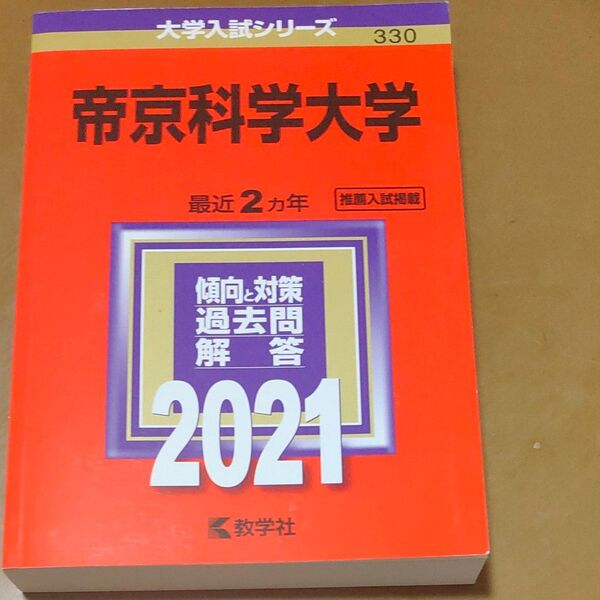 大学入試シリーズ
330
帝京科学大学
最近2カ年
推薦入試掲載
傾向と対策
過去問
解答
2021
教学社